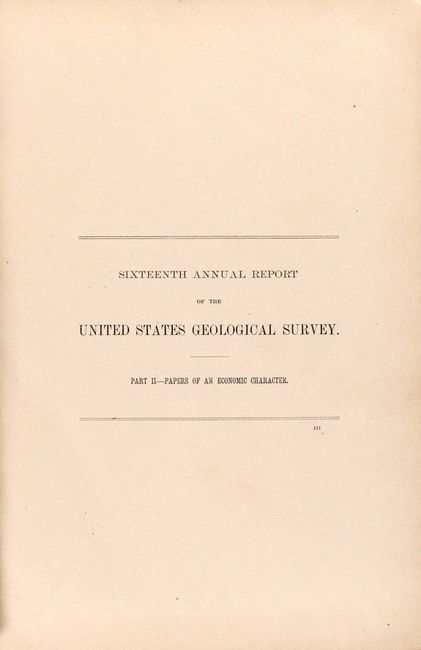 SIXTEENTH ANNUAL REPORT
OF THE
UNITED STATES GEOLOGICAL SURVEY.
PART II—PAPERS OF AN ECONOMIC CHARACTER.
III